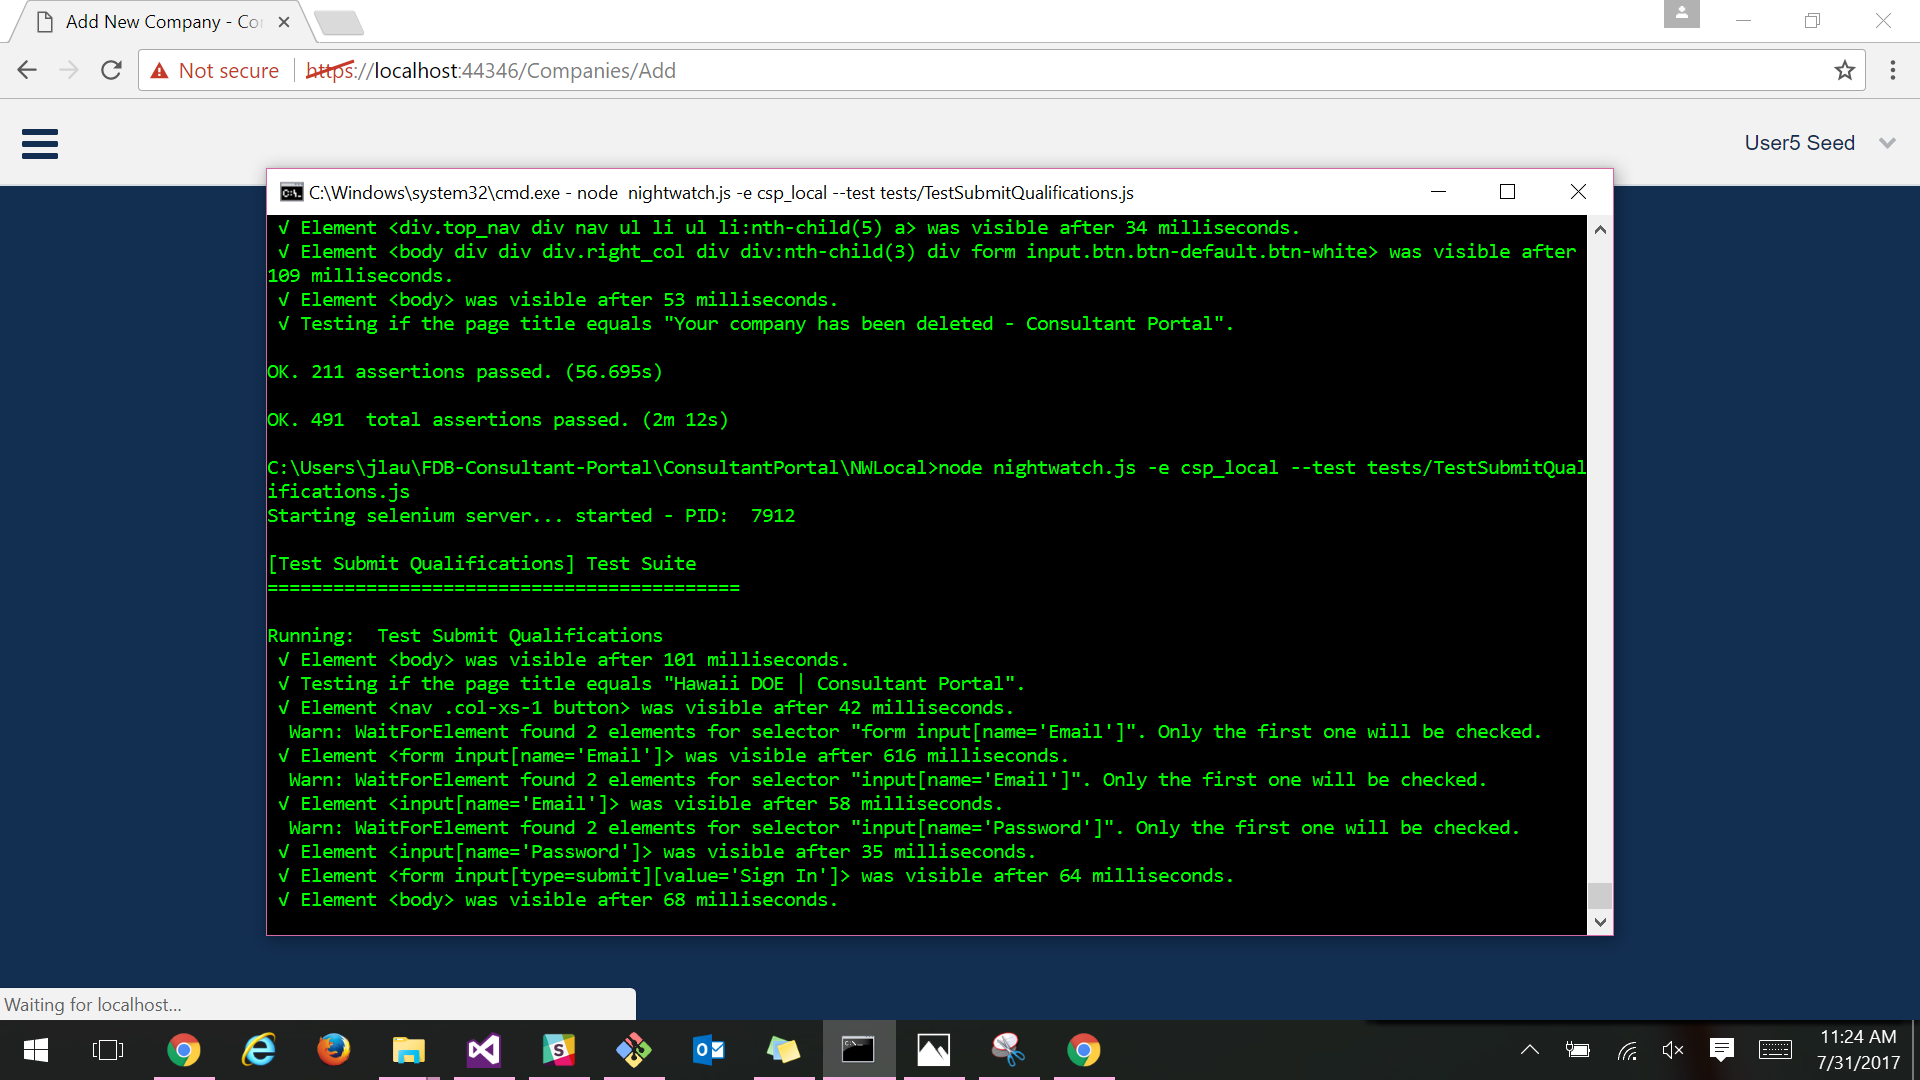 Add New Company - Co
Not secure
https://localhost:44346/Companies/Add
User5 Seed
C:\Windows\system32\cmd.exe - node  nightwatch.js -e csp_local --test tests/TestSubmitQualifications.js
√ Element <div.top_nav div nav ul li ul li:nth-child(5) a> was visible after 34 milliseconds.
√ Element <body div div div.right_col div div:nth-child(3) div form input.btn.btn-default.btn-white> was visible after
109 milliseconds.
√ Element <body> was visible after 53 milliseconds.
√ Testing if the page title equals "Your company has been deleted - Consultant Portal".
OK. 211 assertions passed. (56.695s)
OK. 491  total assertions passed. (2m 12s)
C:\Users\jlau\FDB-Consultant-Portal\ConsultantPortal\NWLocal>node nightwatch.js -e csp_local --test tests/TestSubmitQual
ifications.js
Starting selenium server... started - PID:  7912
[Test Submit Qualifications] Test Suite
===========================================
Running:  Test Submit Qualifications
√ Element <body> was visible after 101 milliseconds.
√ Testing if the page title equals "Hawaii DOE | Consultant Portal".
√ Element <nav .col-xs-1 button> was visible after 42 milliseconds.
Warn: WaitForElement found 2 elements for selector "form input[name='Email']". Only the first one will be checked.
√ Element <form input[name='Email']> was visible after 616 milliseconds.
Warn: WaitForElement found 2 elements for selector "input[name='Email']". Only the first one will be checked.
√ Element <input[name='Email']> was visible after 58 milliseconds.
Warn: WaitForElement found 2 elements for selector "input[name='Password']". Only the first one will be checked.
√ Element <input[name='Password']> was visible after 35 milliseconds.
√ Element <form input[type=submit][value='Sign In']> was visible after 64 milliseconds.
√ Element <body> was visible after 68 milliseconds.
Waiting for localhost...
11:24 AM
7/31/2017